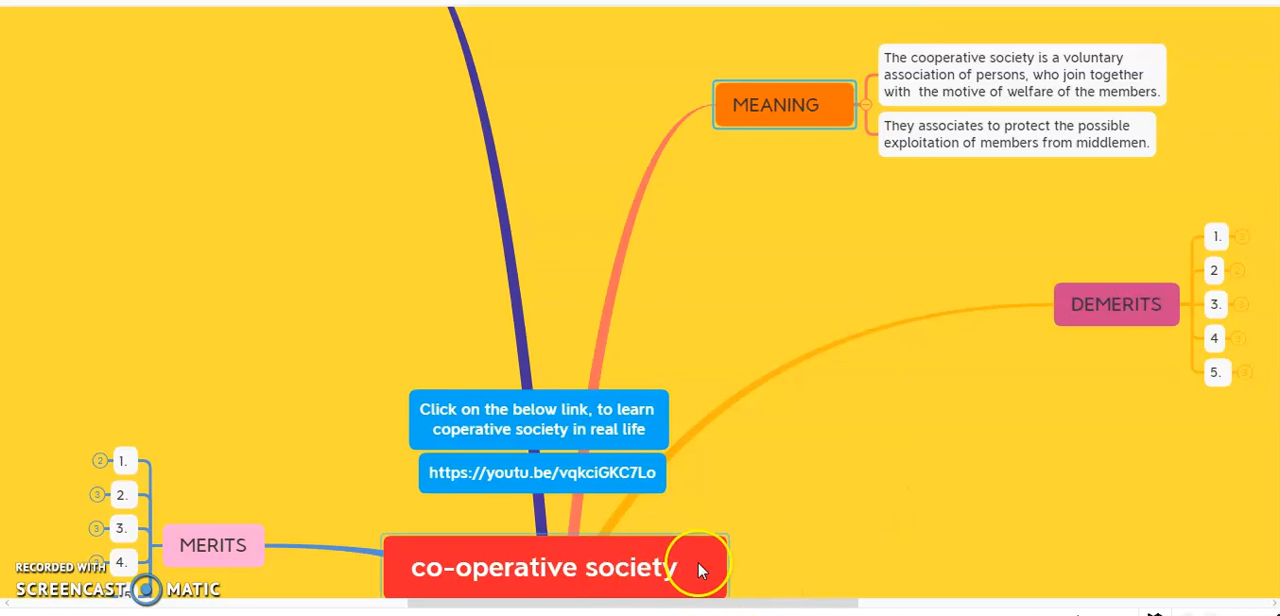 MEANING
The cooperative society is a voluntary
association of persons, who join together
with the motive of welfare of the members.
They associates to protect the possible
exploitation of members from middlemen.
DEMERITS
1.
2
3.
4
5.
Click on the below link, to learn
coperative society in real life
https://youtu.be/vqkciGKC7Lo
co-operative society
MERITS
1.
2
2.
3
3.
3
4.
RECORDED WITH
SCREENCAST MATIC